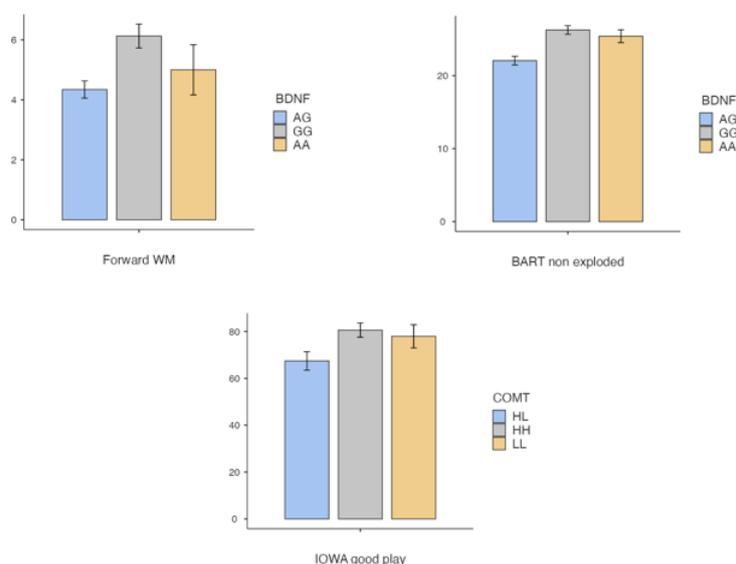 6
4
2
0
BDNF
AG
GG
AA
Forward WM
20
10
0
BDNF
AG
GG
AA
BART non exploded
80
60
40
20
0
COMT
HL
HH
LL
IOWA good play